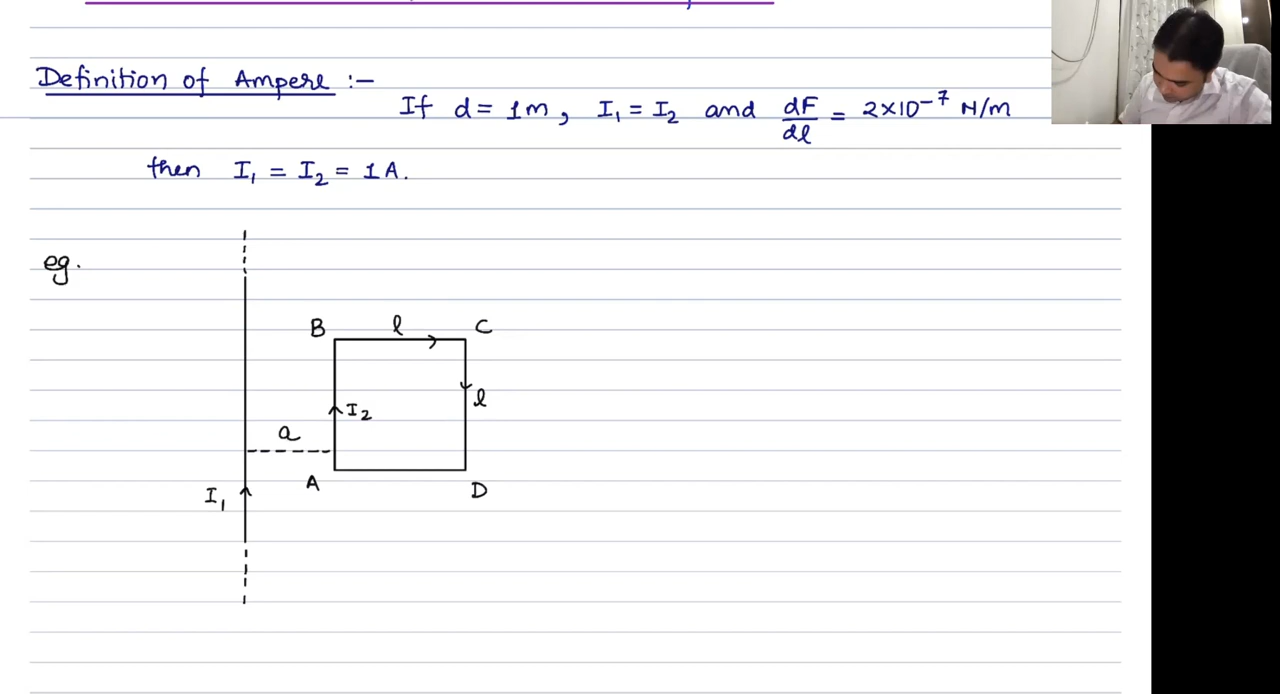 Definition of Ampere :-
If d = 1m, I₁ = I₂ and dF/dl = 2×10⁻⁷ N/m
then I₁ = I₂ = 1A.
eg.
B l C
I₂ l
a
A D
I₁